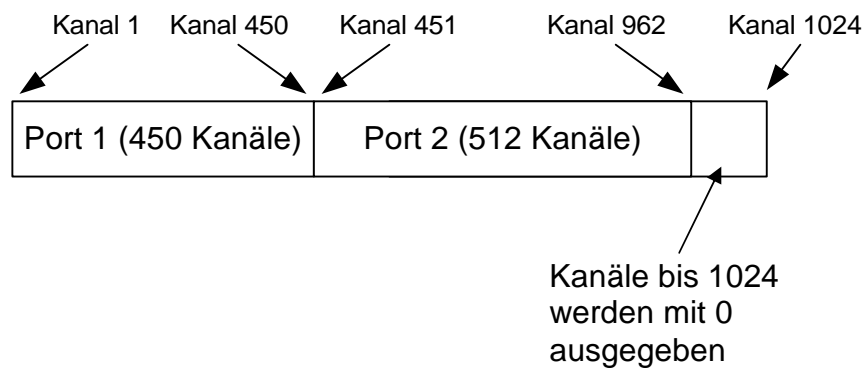 Kanal 1 Kanal 450 Kanal 451 Kanal 962 Kanal 1024
Port 1 (450 Kanäle) Port 2 (512 Kanäle)
Kanäle bis 1024
werden mit 0
ausgegeben